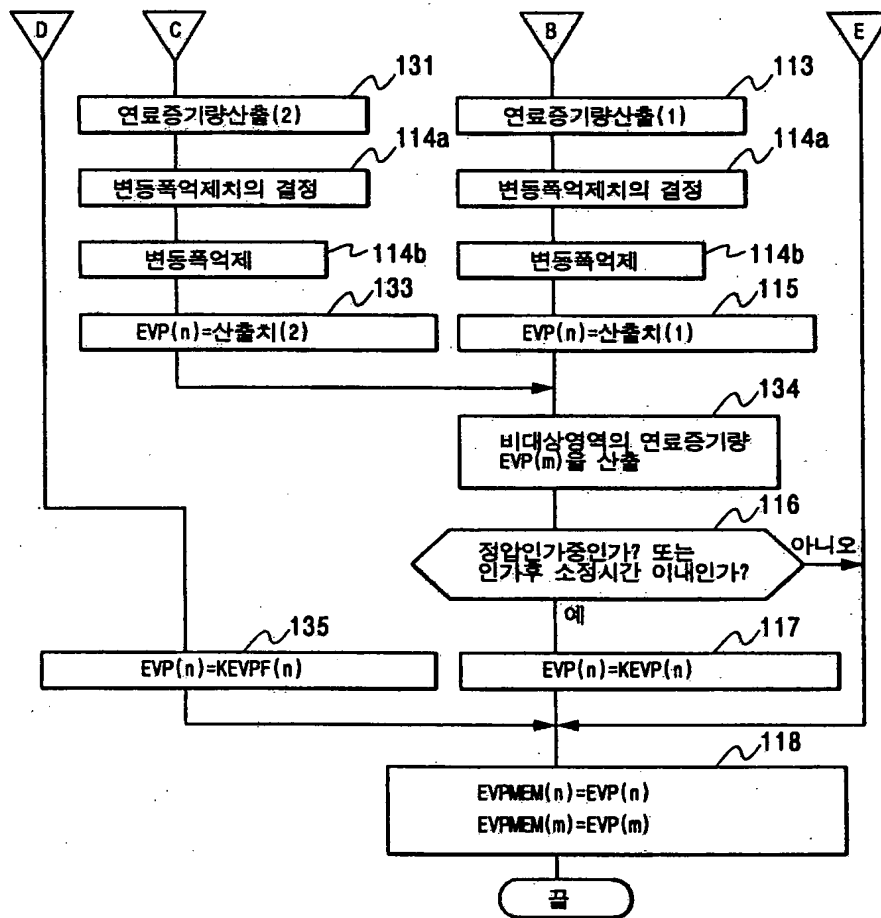 D
C
B
E
131
연료증기량산출(2)
113
연료증기량산출(1)
114a
변동폭억제치의 결정
114a
변동폭억제치의 결정
변동폭억제
114b
변동폭억제
114b
133
EVP(n)=산출치(2)
115
EVP(n)=산출치(1)
134
비대상영역의 연료증기량
EVP(m)을 산출
116
정압인가중인가? 또는
인가후 소정시간 이내인가?
아니오
예
135
EVP(n)=KEVPF(n)
117
EVP(n)=KEVP(n)
118
EVPMEM(n)=EVP(n)
EVPMEM(m)=EVP(m)
끝